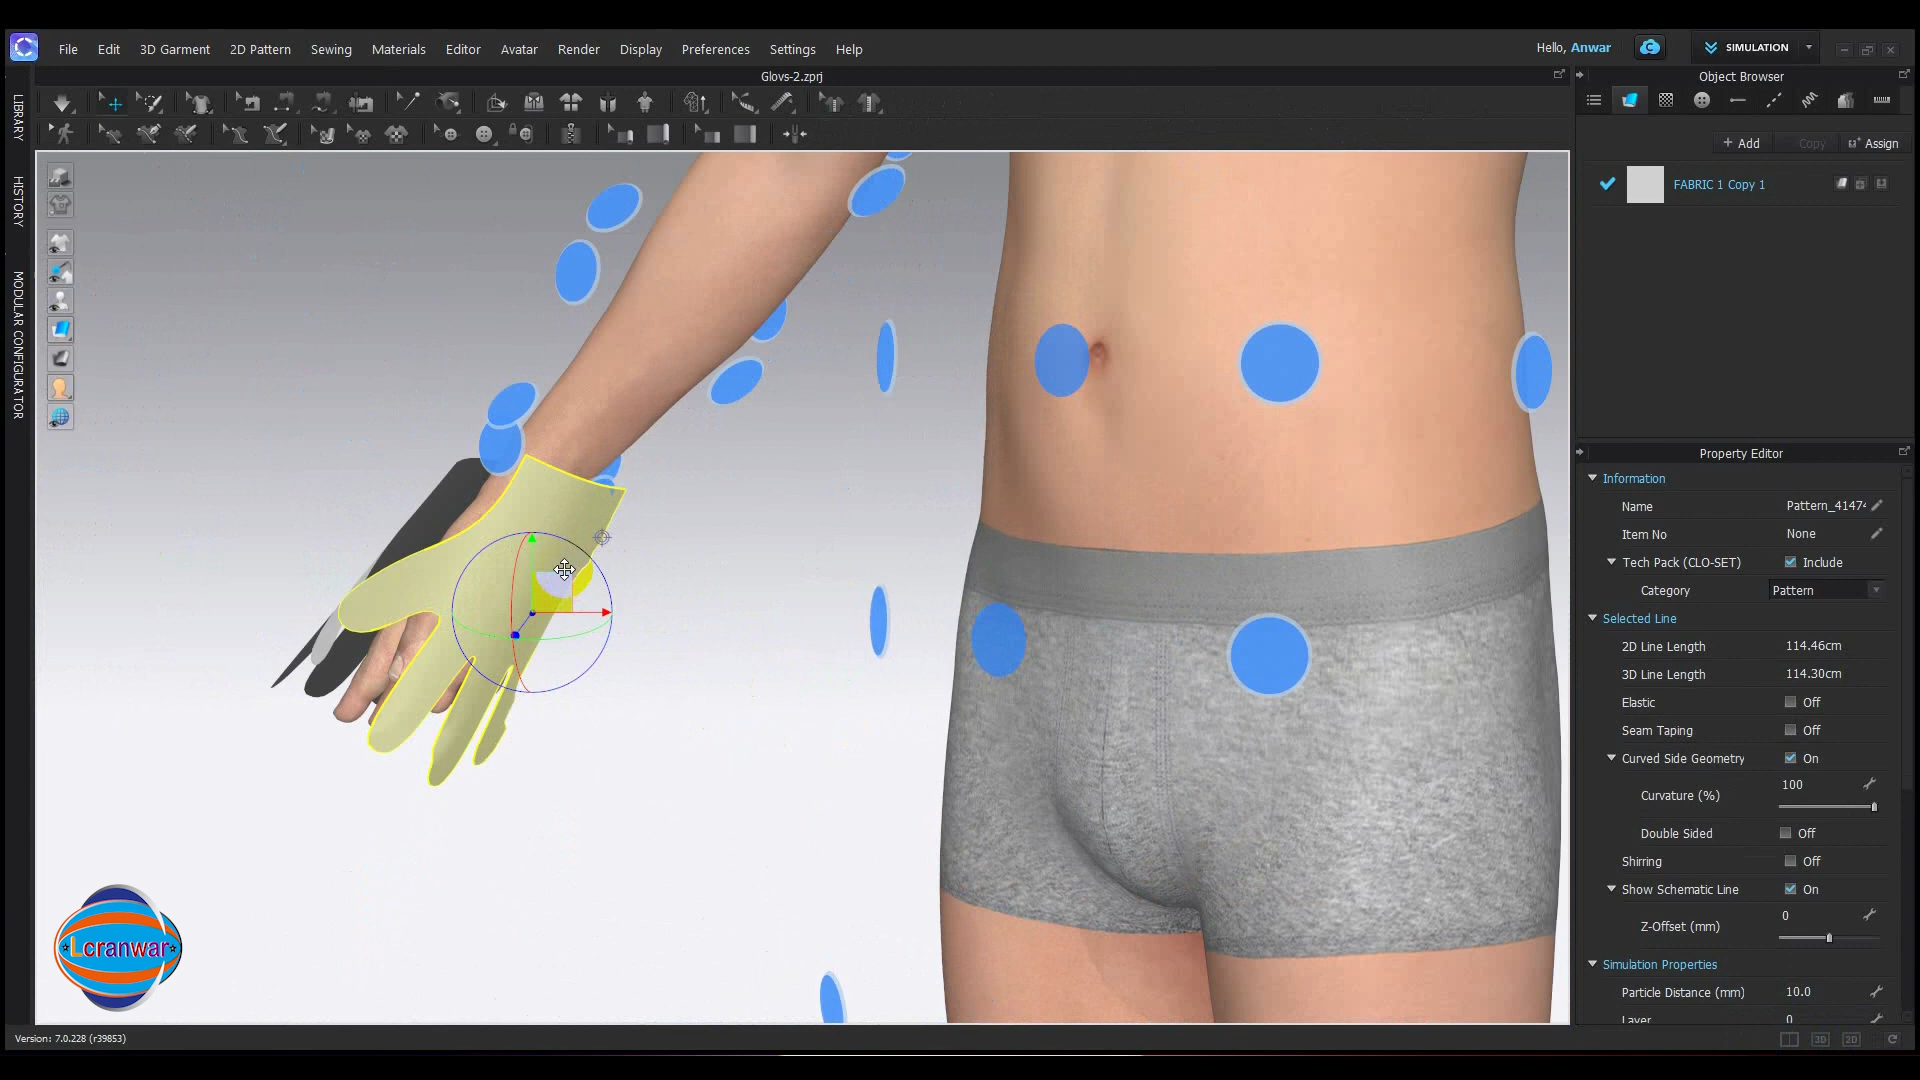 File Edit 3D Garment 2D Pattern Sewing Materials Editor Avatar Render Display Preferences Settings Help
Hello, Anwar
SIMULATION
Glovs-2.zprj
LIBRARY
HISTORY
MODULAR CONFIGURATOR
Object Browser
+ Add Copy Assign
FABRIC 1 Copy 1
Property Editor
Information
Name Pattern_41474
Item No None
Tech Pack (CLO-SET) Include
Category Pattern
Selected Line
2D Line Length 114.46cm
3D Line Length 114.30cm
Elastic Off
Seam Taping Off
Curved Side Geometry On
Curvature (%) 100
Double Sided Off
Shirring Off
Show Schematic Line On
Z-Offset (mm) 0
Simulation Properties
Particle Distance (mm) 10.0
Layer 0
Lcranwar
Version: 7.0.228 (r39853)
3D 2D